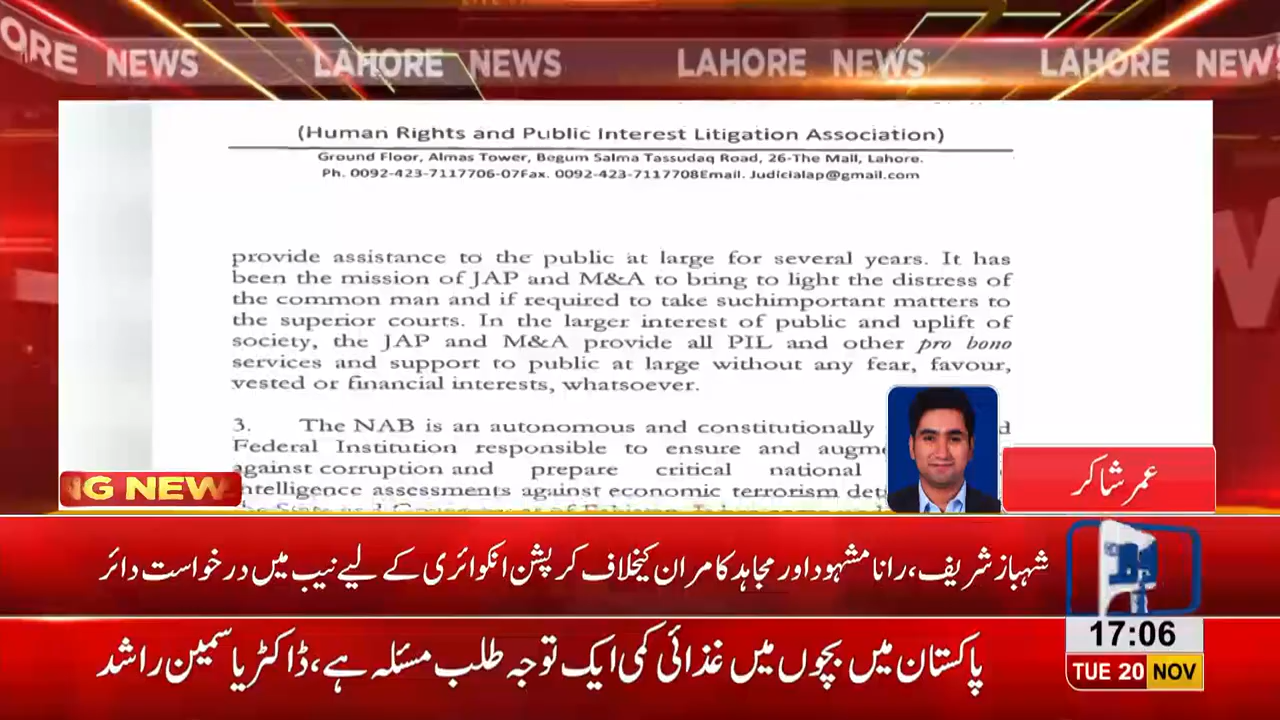 ORE NEWS LAHORE NEWS LAHORE NEWS LAHORE NEWS
(Human Rights and Public Interest Litigation Association)
Ground Floor, Almas Tower, Begum Salma Tassudaq Road, 26-The Mall, Lahore.
Ph. 0092-423-7117706-07Fax. 0092-423-7117708Email. Judicialap@gmail.com
provide assistance to the public at large for several years. It has
been the mission of JAP and M&A to bring to light the distress of
the common man and if required to take suchimportant matters to
the superior courts. In the larger interest of public and uplift of
society, the JAP and M&A provide all PIL and other pro bono
services and support to public at large without any fear, favour,
vested or financial interests, whatsoever.
3. The NAB is an autonomous and constitutionally
Federal Institution responsible to ensure and augme
against corruption and prepare critical national
intelligence assessments against economic terrorism
عمر شاکر
NG NEW
شہباز شریف، رانا مشہود اور مجاہد کامران کیخلاف کرپشن انکوائری کے لیے نیب میں درخواست دائر
پاکستان میں بچوں میں غذائی کمی ایک توجہ طلب مسئلہ ہے، ڈاکٹر یاسمین راشد
17:06
TUE 20 NOV